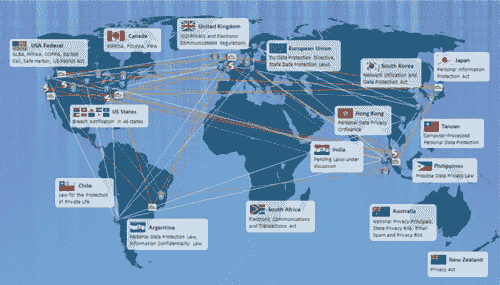 United Kingdom
ICO Privacy and Electronic
Communications Regulations
Canada
PIPEDA, FOIPPA, PIPA
USA Federal
GLBA, HIPAA, COPPA, Do Not
Call, Safe Harbor, US Patriot Act
European Union
EU Data Protection Directive,
State Data Protection Laws
South Korea
Network Utilization and
Data Protection Act
Japan
Personal Information
Protection Act
US States
Breach notification in 46 states
Hong Kong
Personal Data Privacy
Ordinance
Taiwan
Computer-Processed
Personal Data Protection
India
Pending Laws under
discussion
Philippines
Propose Data Privacy Law
Chile
Law for the Protection
of Private Life
Argentina
Personal Data Protection Law,
Information Confidentiality Law
South Africa
Electronic Communications
and Transactions Act
Australia
National Privacy Principals,
State Privacy Bills, Email
Spam and Privacy Bills
New Zealand
Privacy Act